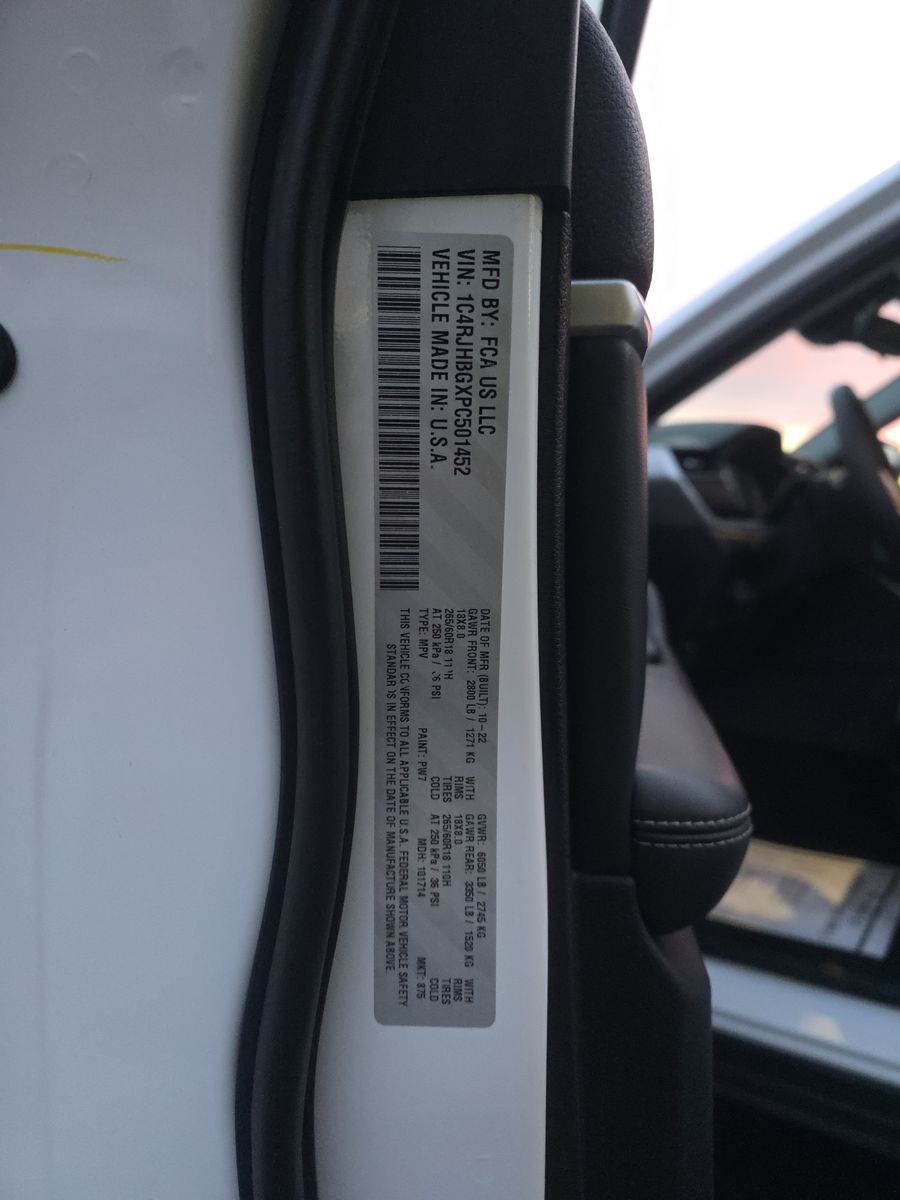 MFD BY: FCA US LLC
VIN: 1C4RJHBGXPC501452
VEHICLE MADE IN: U.S.A.
DATE OF MFR (BUILT): 10-22 GVWR: 6050 LB / 2745 KG
GAWR FRONT: 2800 LB / 1271 KG WITH GAWR REAR: 3350 LB / 1520 KG WITH
18X8.0 RIMS 18X8.0 RIMS
265/60R18 TIRES 265/60R18 110H TIRES
AT 250 kPa / 36 PSI COLD AT 250 kPa / 36 PSI COLD
TYPE: MPV PAINT: PW7 MDH: 101714 MKT: 875
THIS VEHICLE CONFORMS TO ALL APPLICABLE U.S.A. FEDERAL MOTOR VEHICLE SAFETY
STANDARDS IN EFFECT ON THE DATE OF MANUFACTURE SHOWN ABOVE.